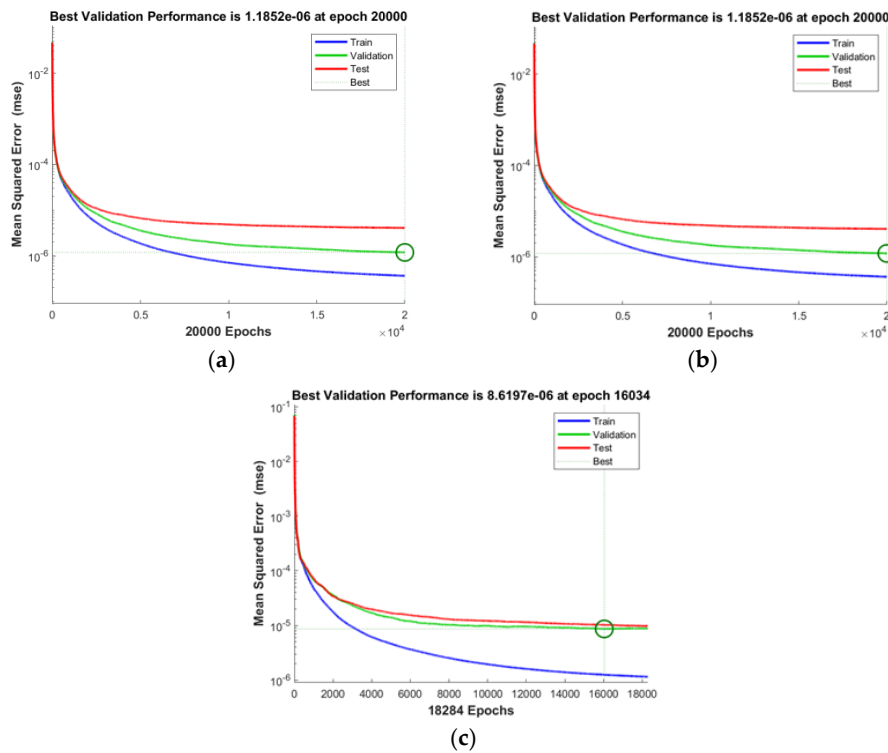 Best Validation Performance is 1.1852e-06 at epoch 20000
Train
Validation
Test
Best
Mean Squared Error (mse)
10-2
10-4
10-6
0 0.5 1 1.5 2
×104
20000 Epochs
(a)
Best Validation Performance is 1.1852e-06 at epoch 20000
Train
Validation
Test
Best
Mean Squared Error (mse)
10-2
10-4
10-6
0 0.5 1 1.5 2
×104
20000 Epochs
(b)
Best Validation Performance is 8.6197e-06 at epoch 16034
Train
Validation
Test
Best
Mean Squared Error (mse)
10-1
10-2
10-3
10-4
10-5
10-6
0 2000 4000 6000 8000 10000 12000 14000 16000 18000
18284 Epochs
(c)